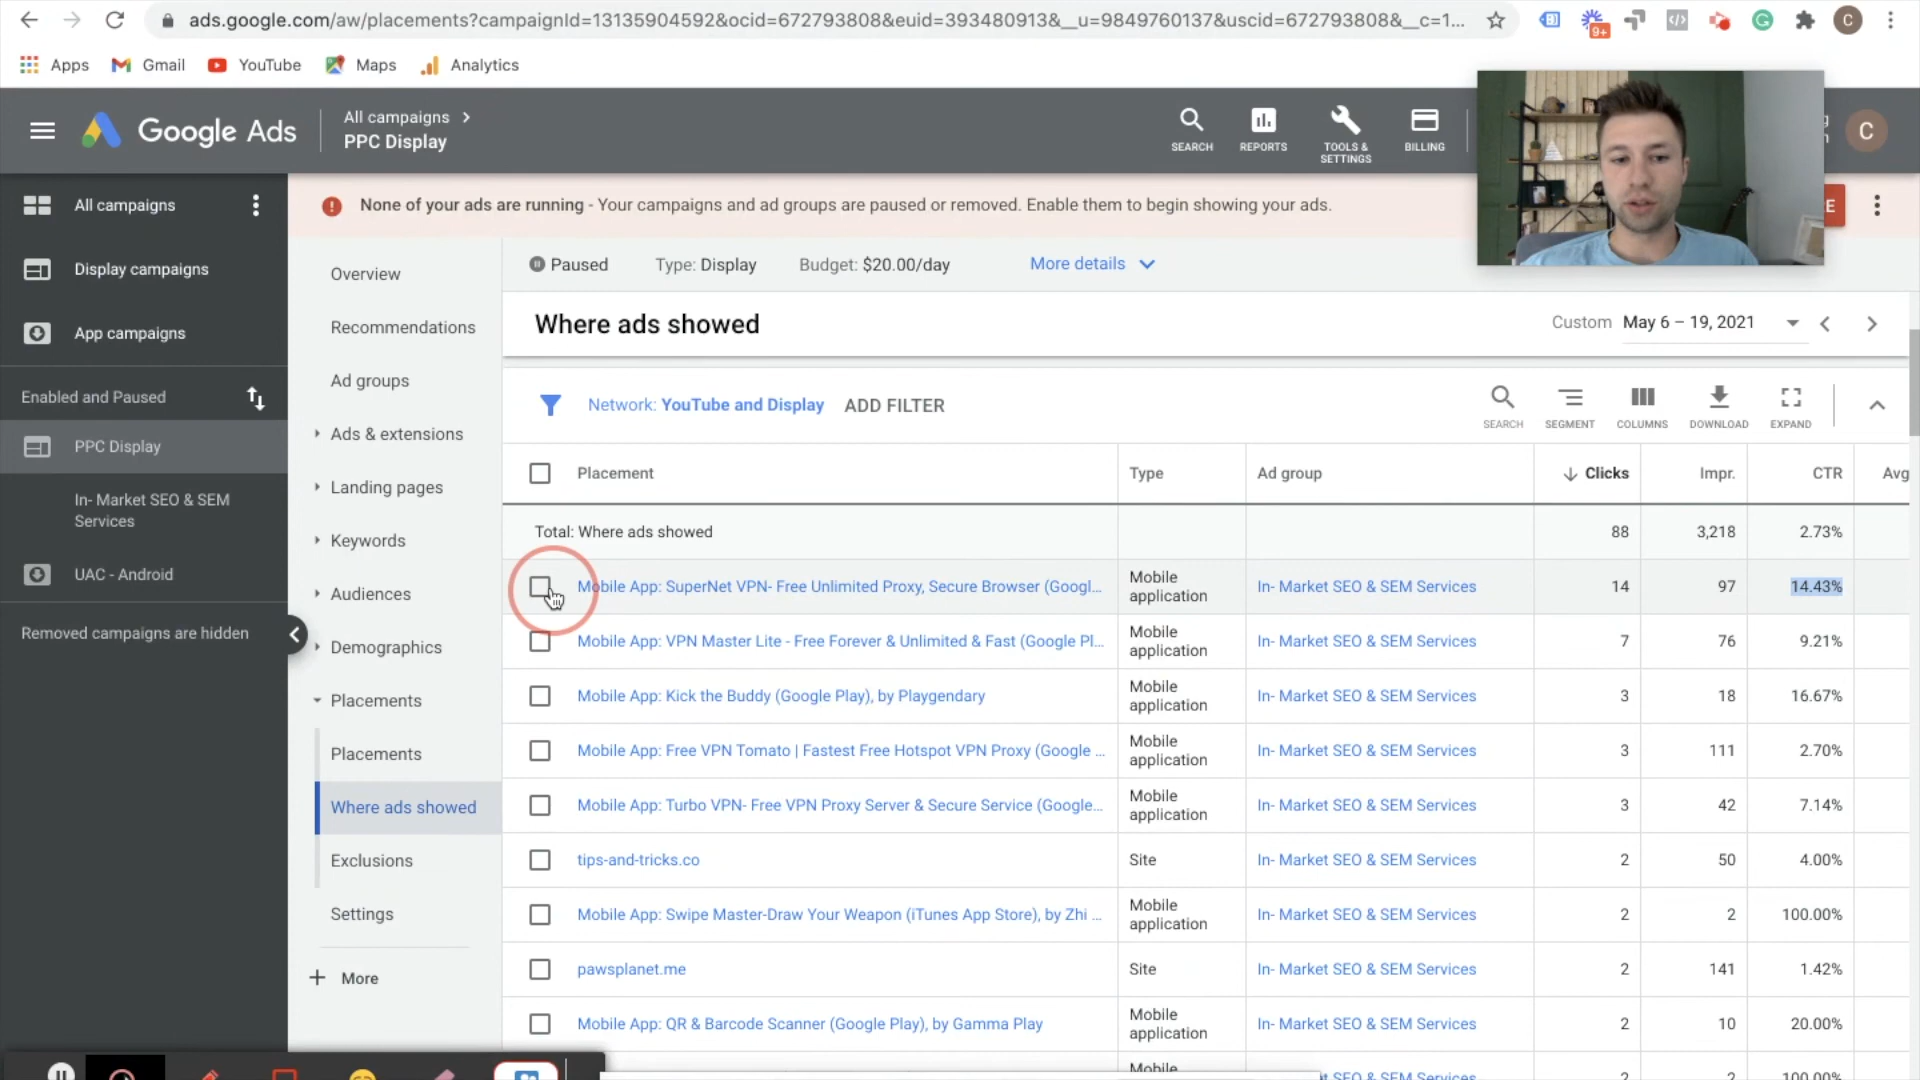 ads.google.com/aw/placements?campaignId=13135904592&ocid=672793808&euid=393480913&__u=9849760137&uscid=672793808&__c=1...
9+
C
Apps
Gmail
YouTube
Maps
Analytics
Google Ads
All campaigns
PPC Display
SEARCH
REPORTS
TOOLS & SETTINGS
BILLING
C
All campaigns
Display campaigns
App campaigns
Enabled and Paused
PPC Display
In- Market SEO & SEM
Services
UAC - Android
Removed campaigns are hidden
None of your ads are running - Your campaigns and ad groups are paused or removed. Enable them to begin showing your ads.
E
Overview
Recommendations
Ad groups
Ads & extensions
Landing pages
Keywords
Audiences
Demographics
Placements
Placements
Where ads showed
Exclusions
Settings
More
Paused
Type: Display
Budget: $20.00/day
More details
Where ads showed
Custom May 6 – 19, 2021
Network: YouTube and Display
ADD FILTER
SEARCH
SEGMENT
COLUMNS
DOWNLOAD
EXPAND
Placement Type Ad group Clicks Impr. CTR Avg
Total: Where ads showed 88 3,218 2.73%
Mobile App: SuperNet VPN- Free Unlimited Proxy, Secure Browser (Googl... Mobile application In- Market SEO & SEM Services 14 97 14.43%
Mobile App: VPN Master Lite - Free Forever & Unlimited & Fast (Google Pl... Mobile application In- Market SEO & SEM Services 7 76 9.21%
Mobile App: Kick the Buddy (Google Play), by Playgendary Mobile application In- Market SEO & SEM Services 3 18 16.67%
Mobile App: Free VPN Tomato | Fastest Free Hotspot VPN Proxy (Google ... Mobile application In- Market SEO & SEM Services 3 111 2.70%
Mobile App: Turbo VPN- Free VPN Proxy Server & Secure Service (Google... Mobile application In- Market SEO & SEM Services 3 42 7.14%
tips-and-tricks.co Site In- Market SEO & SEM Services 2 50 4.00%
Mobile App: Swipe Master-Draw Your Weapon (iTunes App Store), by Zhi ... Mobile application In- Market SEO & SEM Services 2 2 100.00%
pawsplanet.me Site In- Market SEO & SEM Services 2 141 1.42%
Mobile App: QR & Barcode Scanner (Google Play), by Gamma Play Mobile application In- Market SEO & SEM Services 2 10 20.00%
Mobile